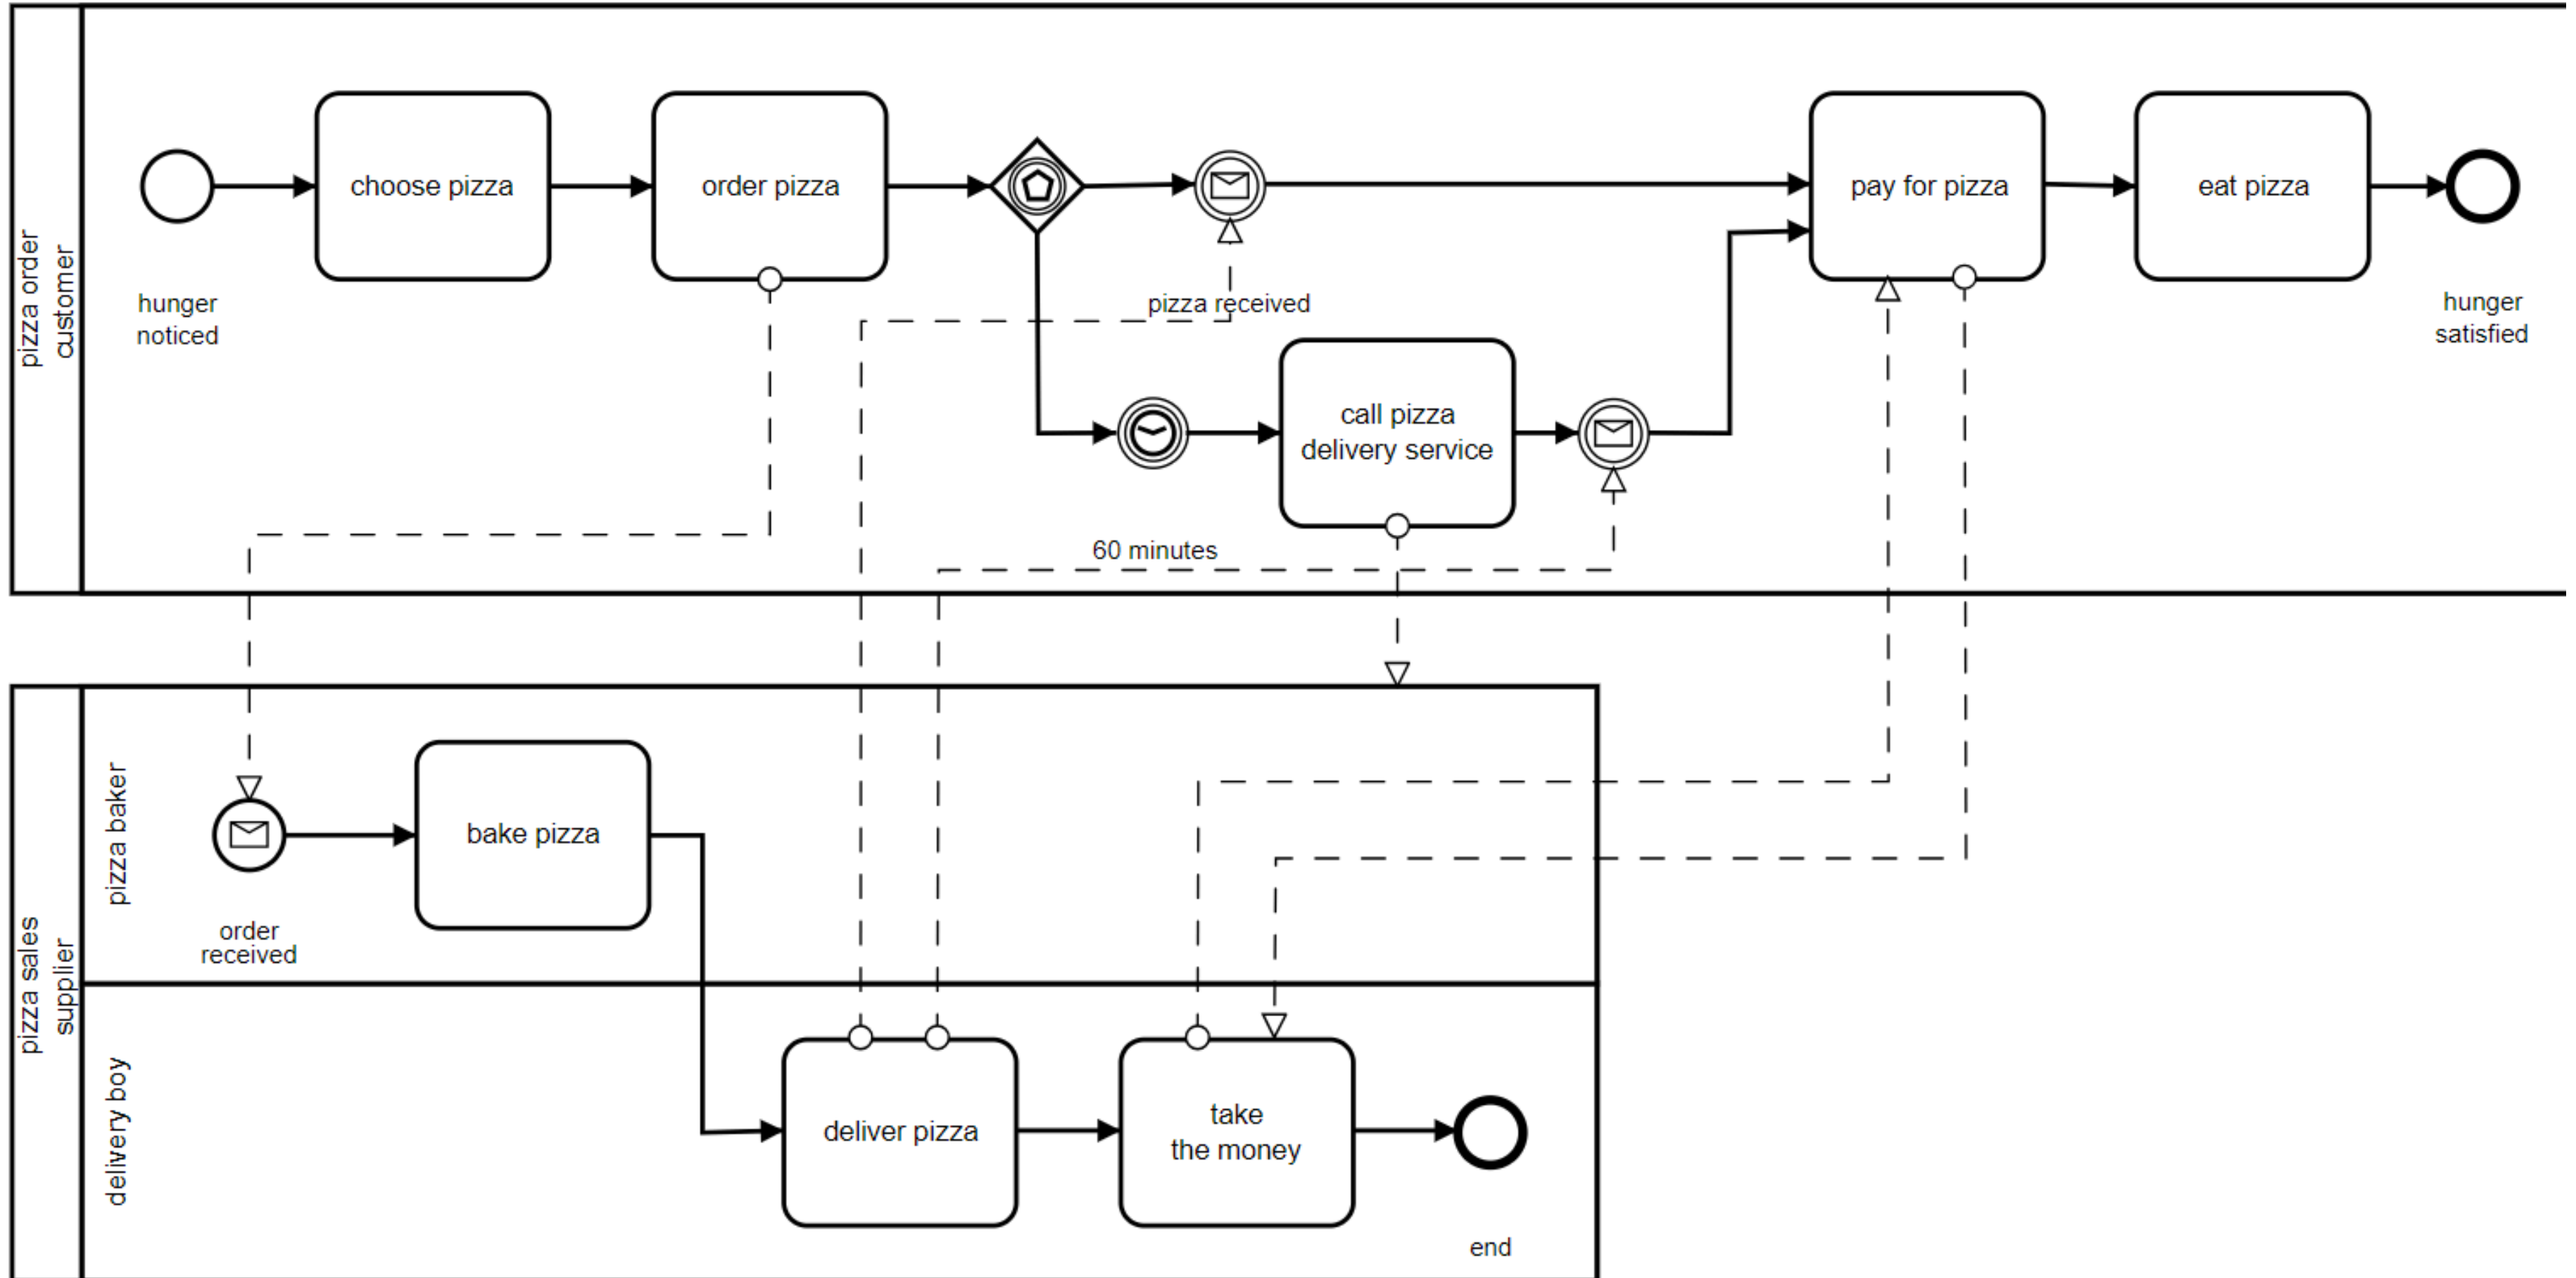 pizza order
customer
choose pizza
order pizza
pay for pizza
eat pizza
hunger
noticed
pizza received
hunger
satisfied
call pizza
delivery service
60 minutes
pizza sales
supplier
pizza baker
bake pizza
order
received
delivery boy
deliver pizza
take
the money
end